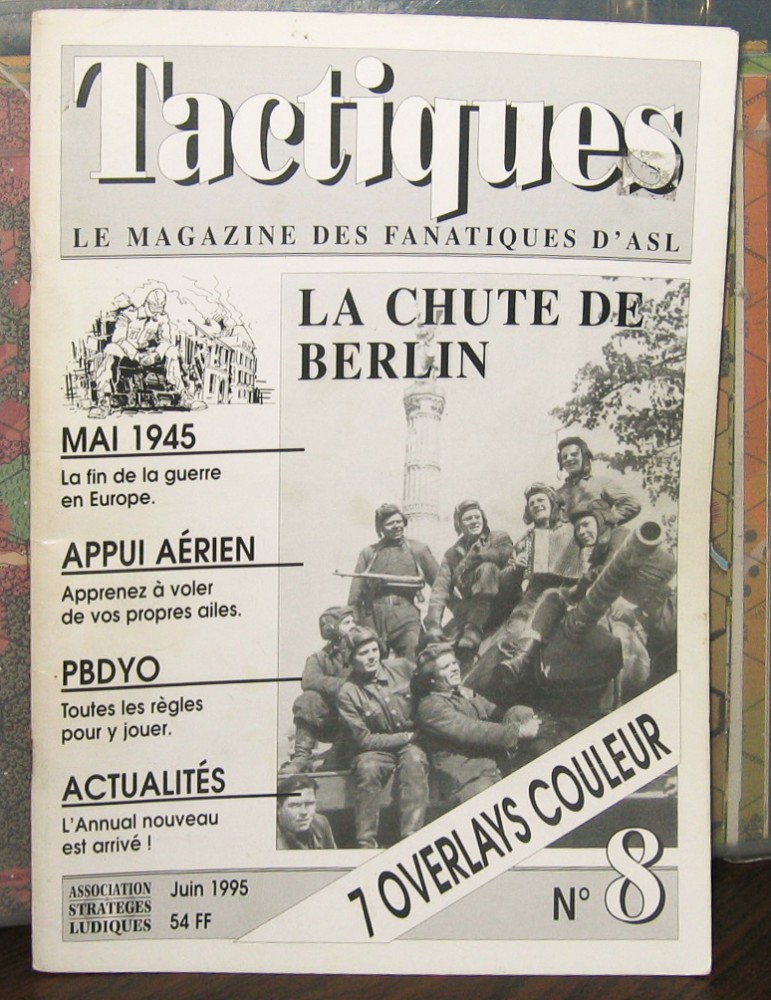 Tactiques
LE MAGAZINE DES FANATIQUES D'ASL
LA CHUTE DE
BERLIN
MAI 1945
La fin de la guerre
en Europe.
APPUI AÉRIEN
Apprenez à voler
de vos propres ailes.
PBDYO
Toutes les règles
pour y jouer.
ACTUALITÉS
L'Annual nouveau
est arrivé !
7 OVERLAYS COULEUR
ASSOCIATION
STRATEGES
LUDIQUES
Juin 1995
54 FF
N° 8